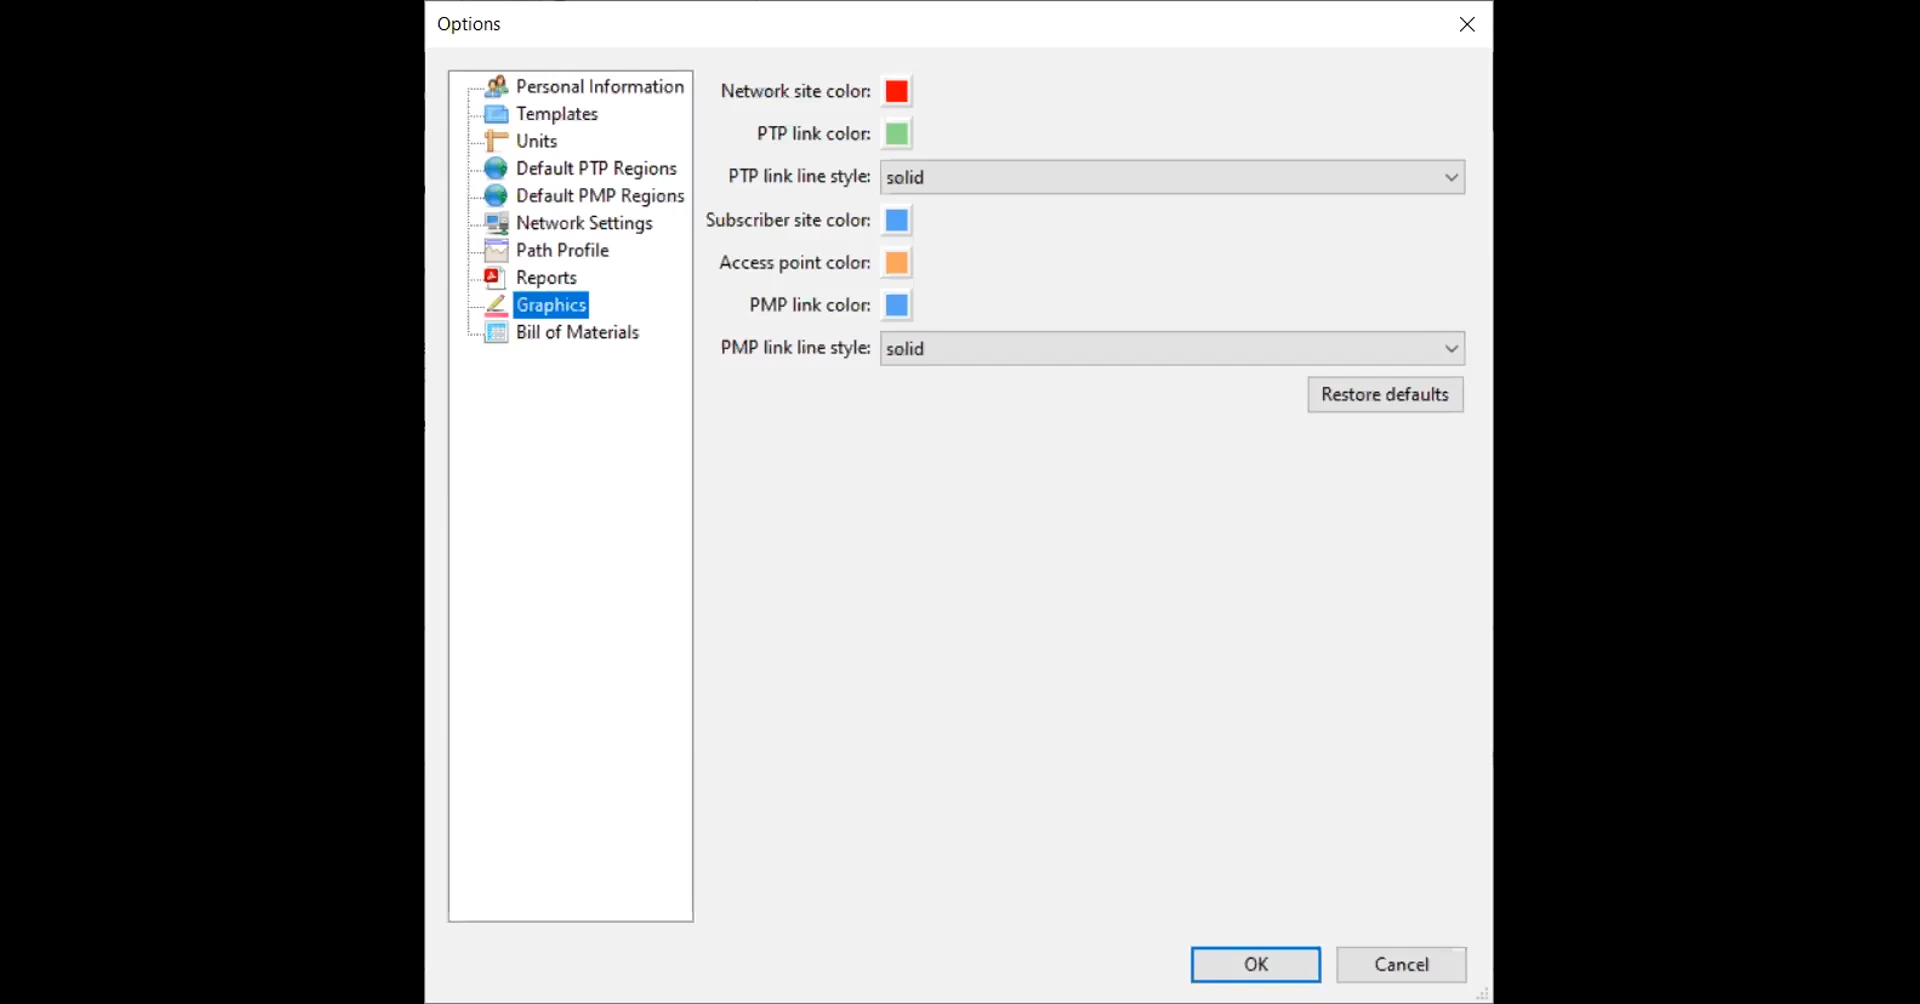 Options
Personal Information
Templates
Units
Default PTP Regions
Default PMP Regions
Network Settings
Path Profile
Reports
Graphics
Bill of Materials
Network site color:
PTP link color:
PTP link line style: solid
Subscriber site color:
Access point color:
PMP link color:
PMP link line style: solid
Restore defaults
OK Cancel